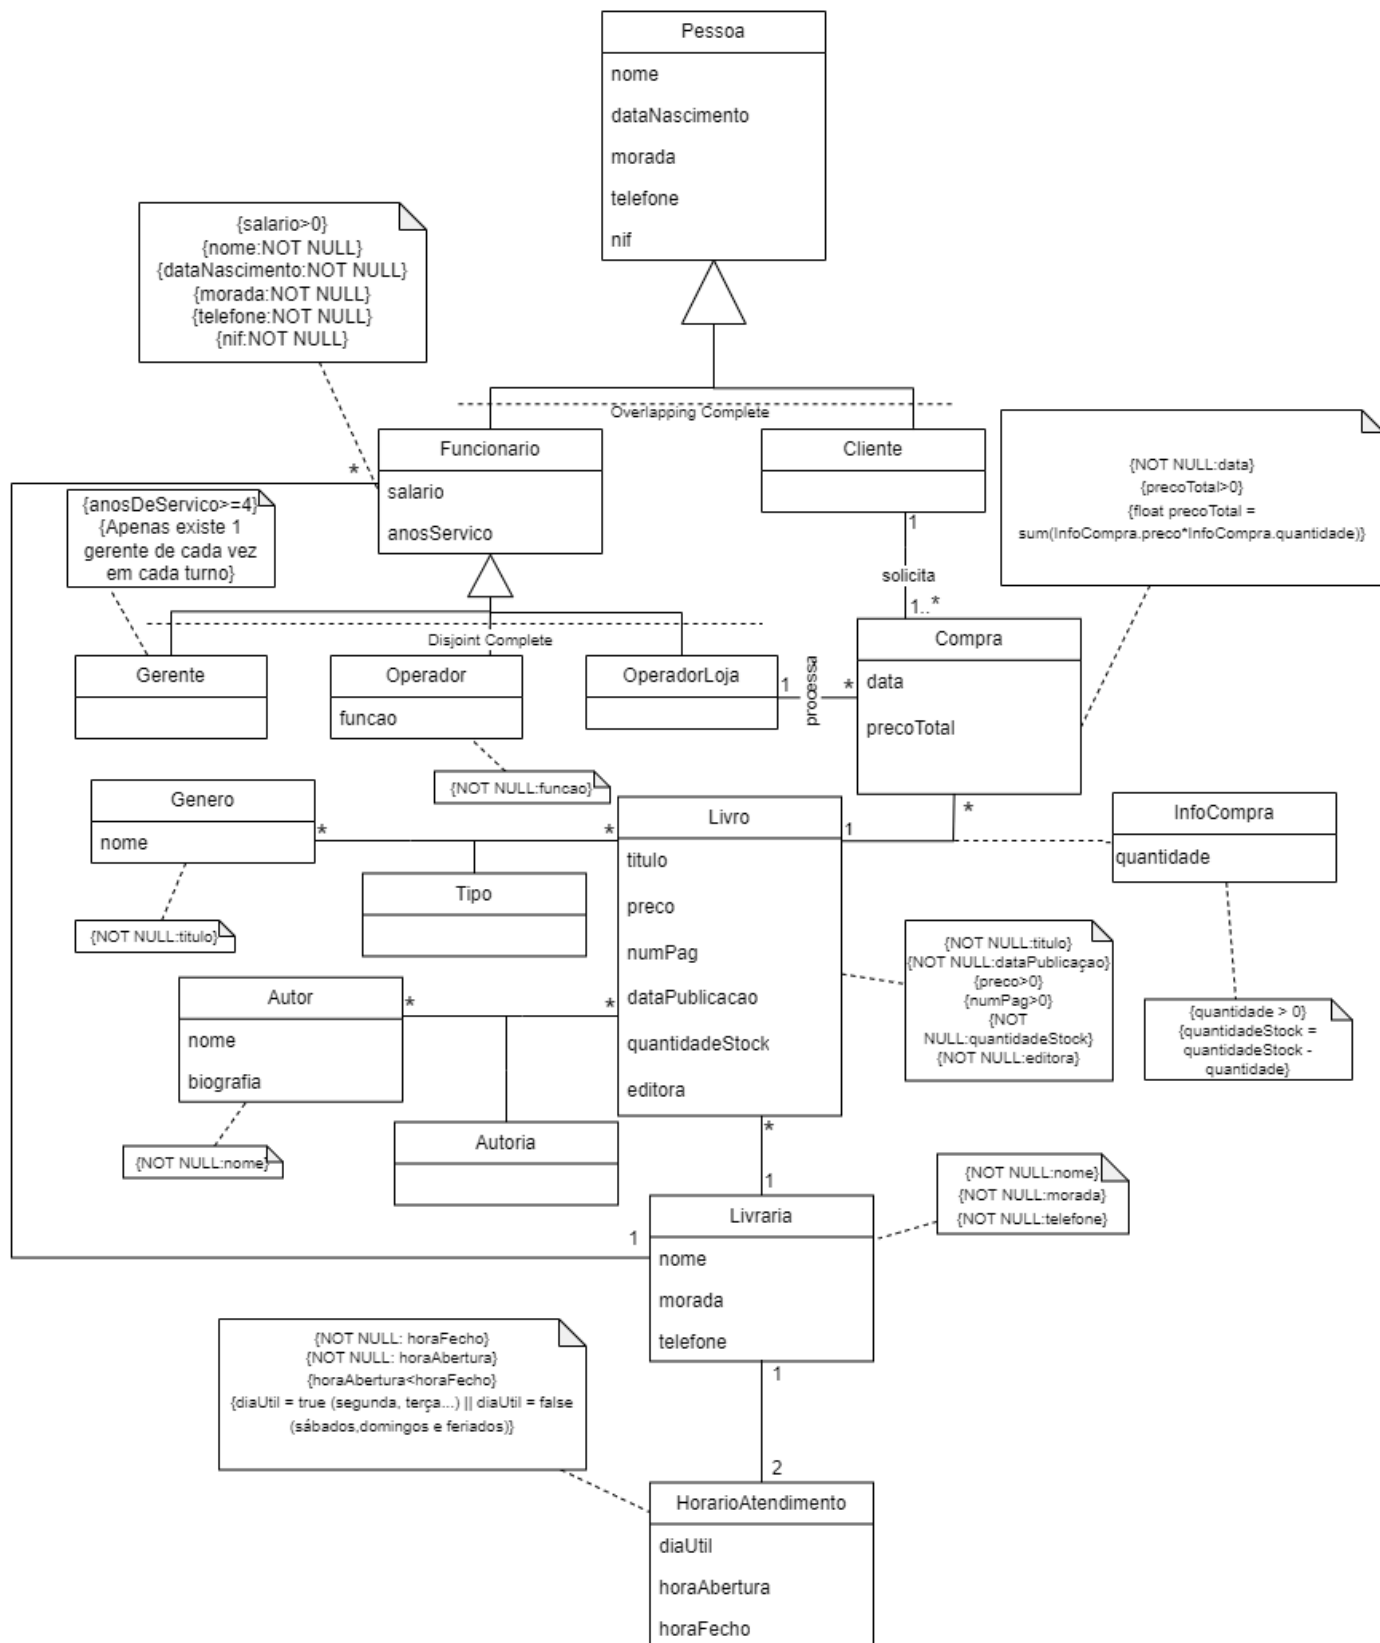 Pessoa
nome
dataNascimento
morada
telefone
nif
{salario>0}
{nome:NOT NULL}
{dataNascimento:NOT NULL}
{morada:NOT NULL}
{telefone:NOT NULL}
{nif:NOT NULL}
Overlapping Complete
Funcionario
salario
anosServico
*
Cliente
1
solicita
1..*
{NOT NULL:data}
{precoTotal>0}
{float precoTotal =
sum(InfoCompra.preco*InfoCompra.quantidade)}
{anosDeServico>=4}
{Apenas existe 1
gerente de cada vez
em cada turno}
Disjoint Complete
Gerente
Operador
funcao
OperadorLoja
1
processa
*
Compra
data
precoTotal
*
{NOT NULL:funcao}
Genero
nome
*
*
Tipo
{NOT NULL:titulo}
Livro
titulo
preco
numPag
dataPublicacao
quantidadeStock
editora
1
InfoCompra
quantidade
{NOT NULL:titulo}
{NOT NULL:dataPublicaçao}
{preco>0}
{numPag>0}
{NOT
NULL:quantidadeStock}
{NOT NULL:editora}
{quantidade > 0}
{quantidadeStock =
quantidadeStock -
quantidade}
Autor
nome
biografia
*
*
Autoria
{NOT NULL:nome}
*
1
1
Livraria
nome
morada
telefone
{NOT NULL:nome}
{NOT NULL:morada}
{NOT NULL:telefone}
1
2
{NOT NULL: horaFecho}
{NOT NULL: horaAbertura}
{horaAbertura<horaFecho}
{diaUtil = true (segunda, terça...) || diaUtil = false
(sábados,domingos e feriados)}
HorarioAtendimento
diaUtil
horaAbertura
horaFecho